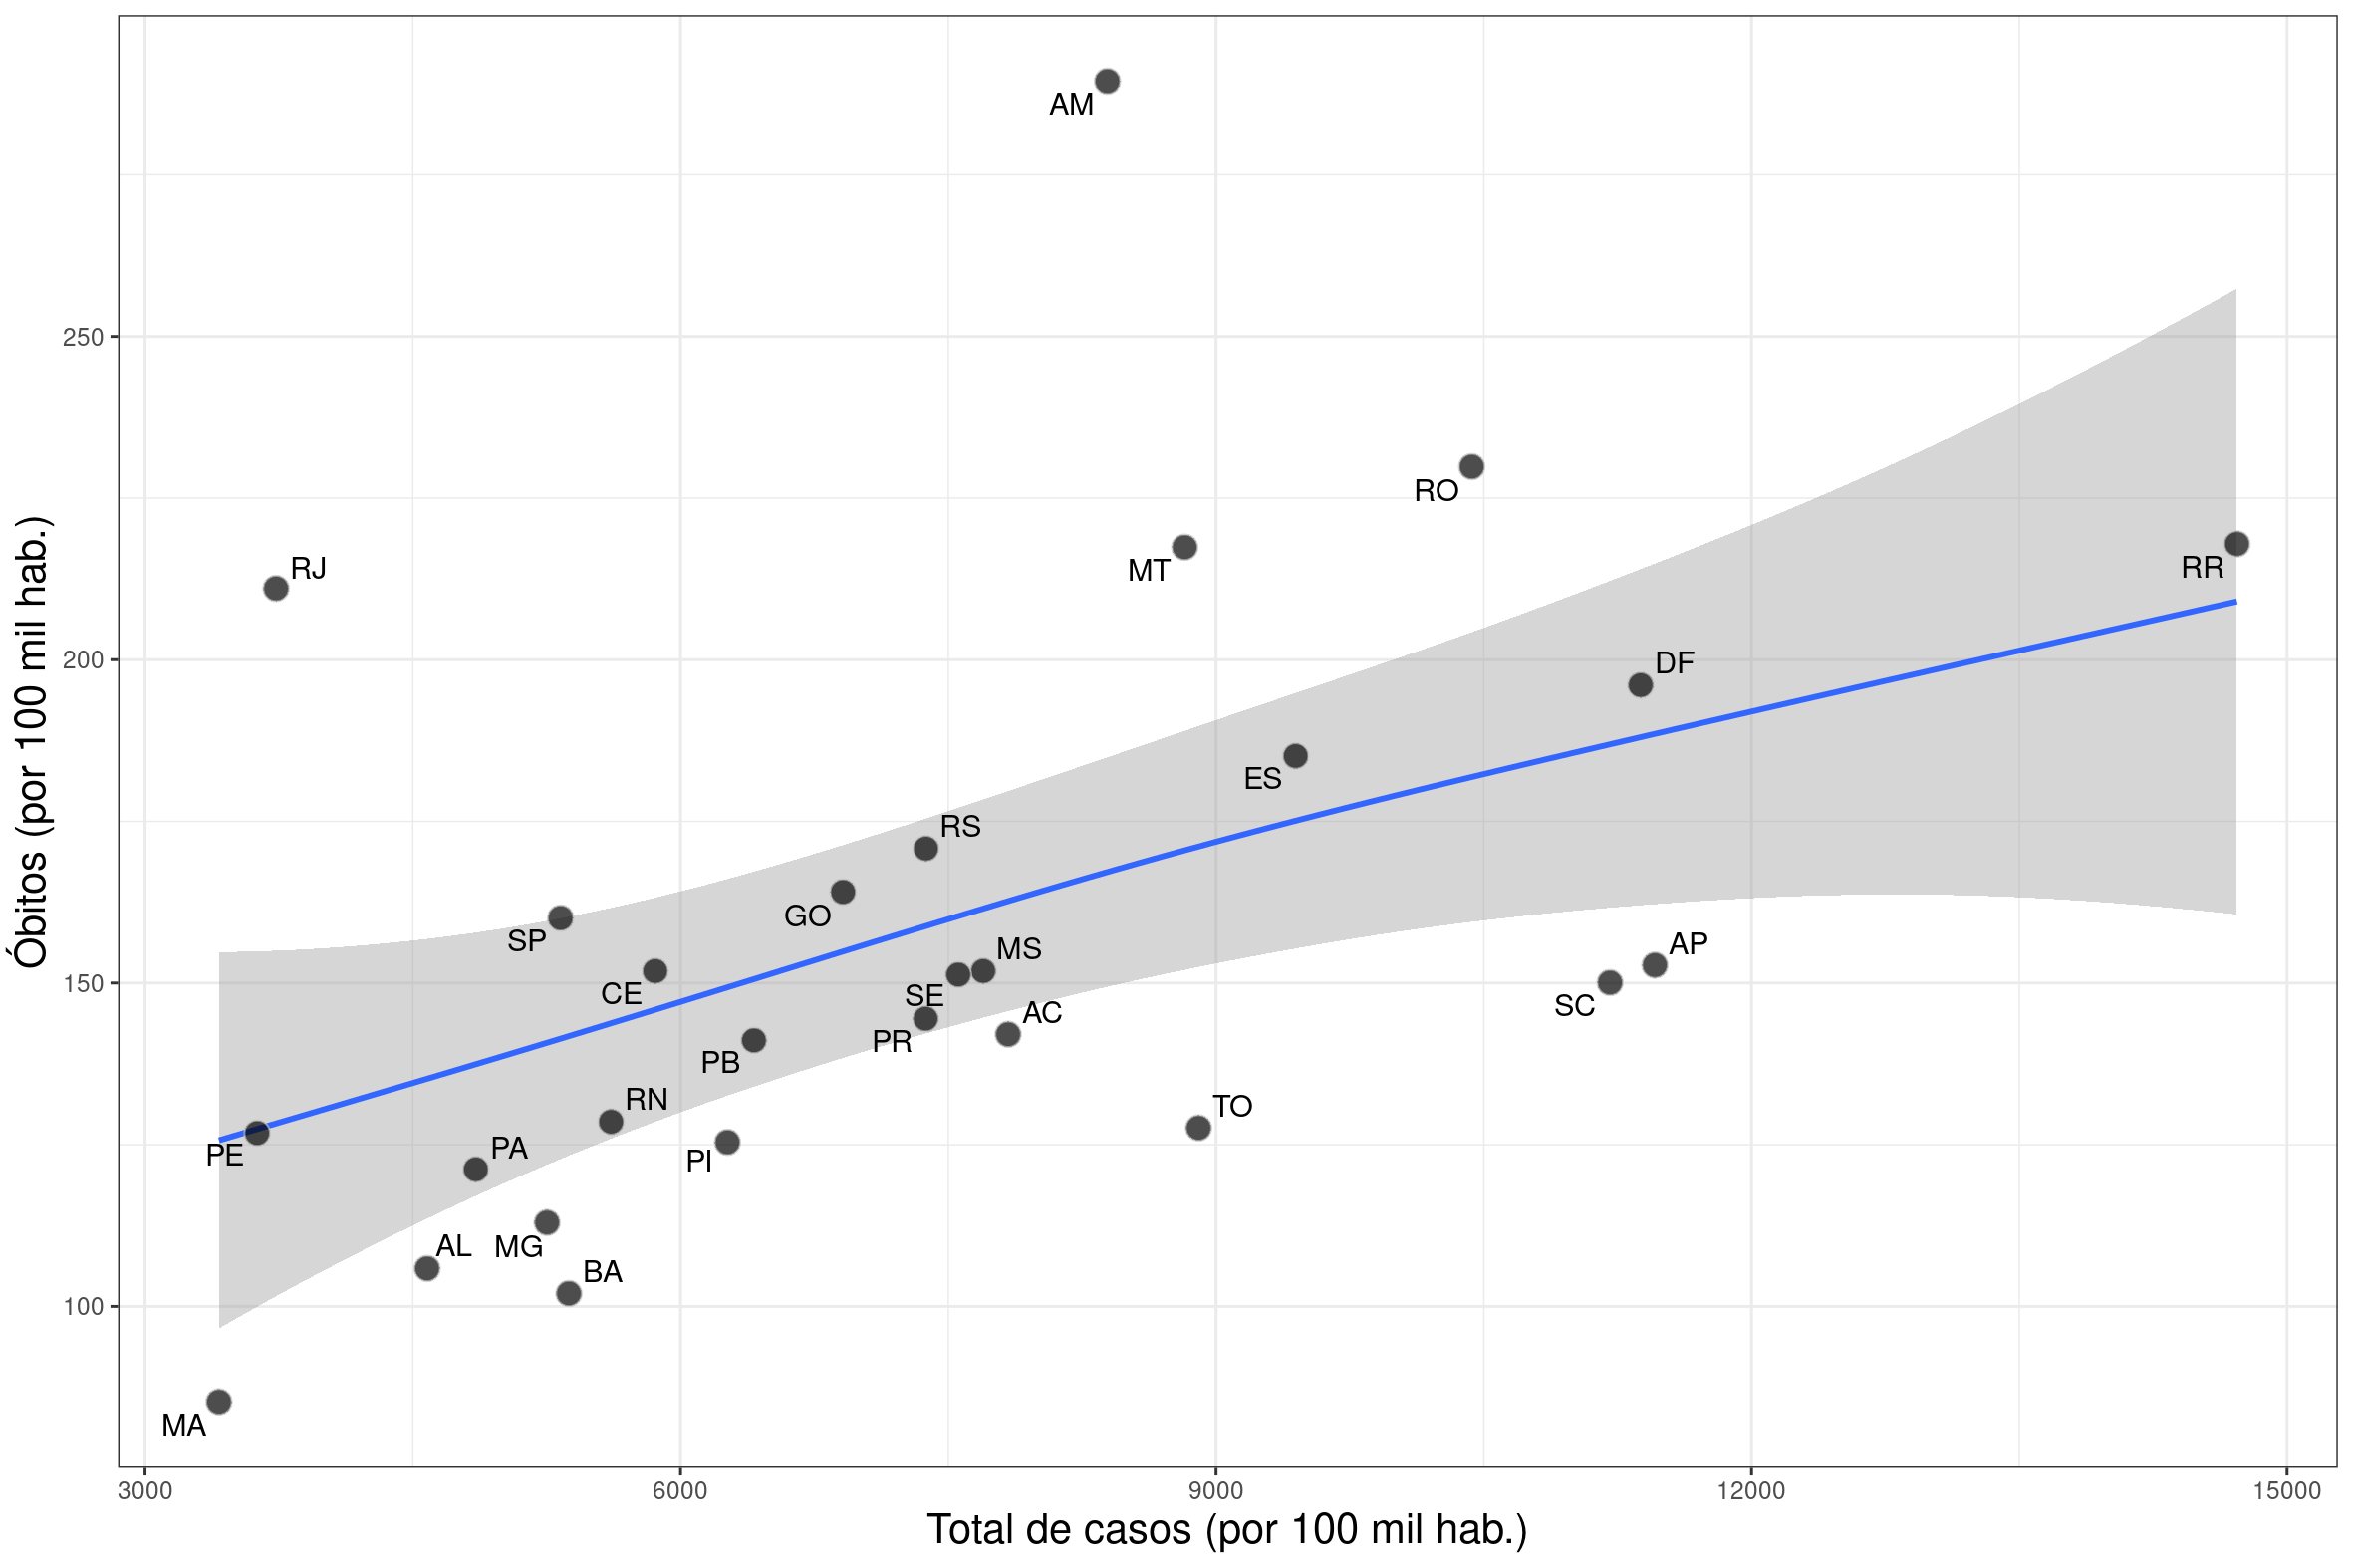 AM
250
RO
RJ
MT
RR
200
DF
ES
RS
GO
SP
MS
AP
CE
SE
150
SC
AC
PR
PB
RN
TO
PA
PE
PI
AL
MG
BA
100
MA
3000 6000 9000 12000 15000
Total de casos (por 100 mil hab.)
Óbitos (por 100 mil hab.)